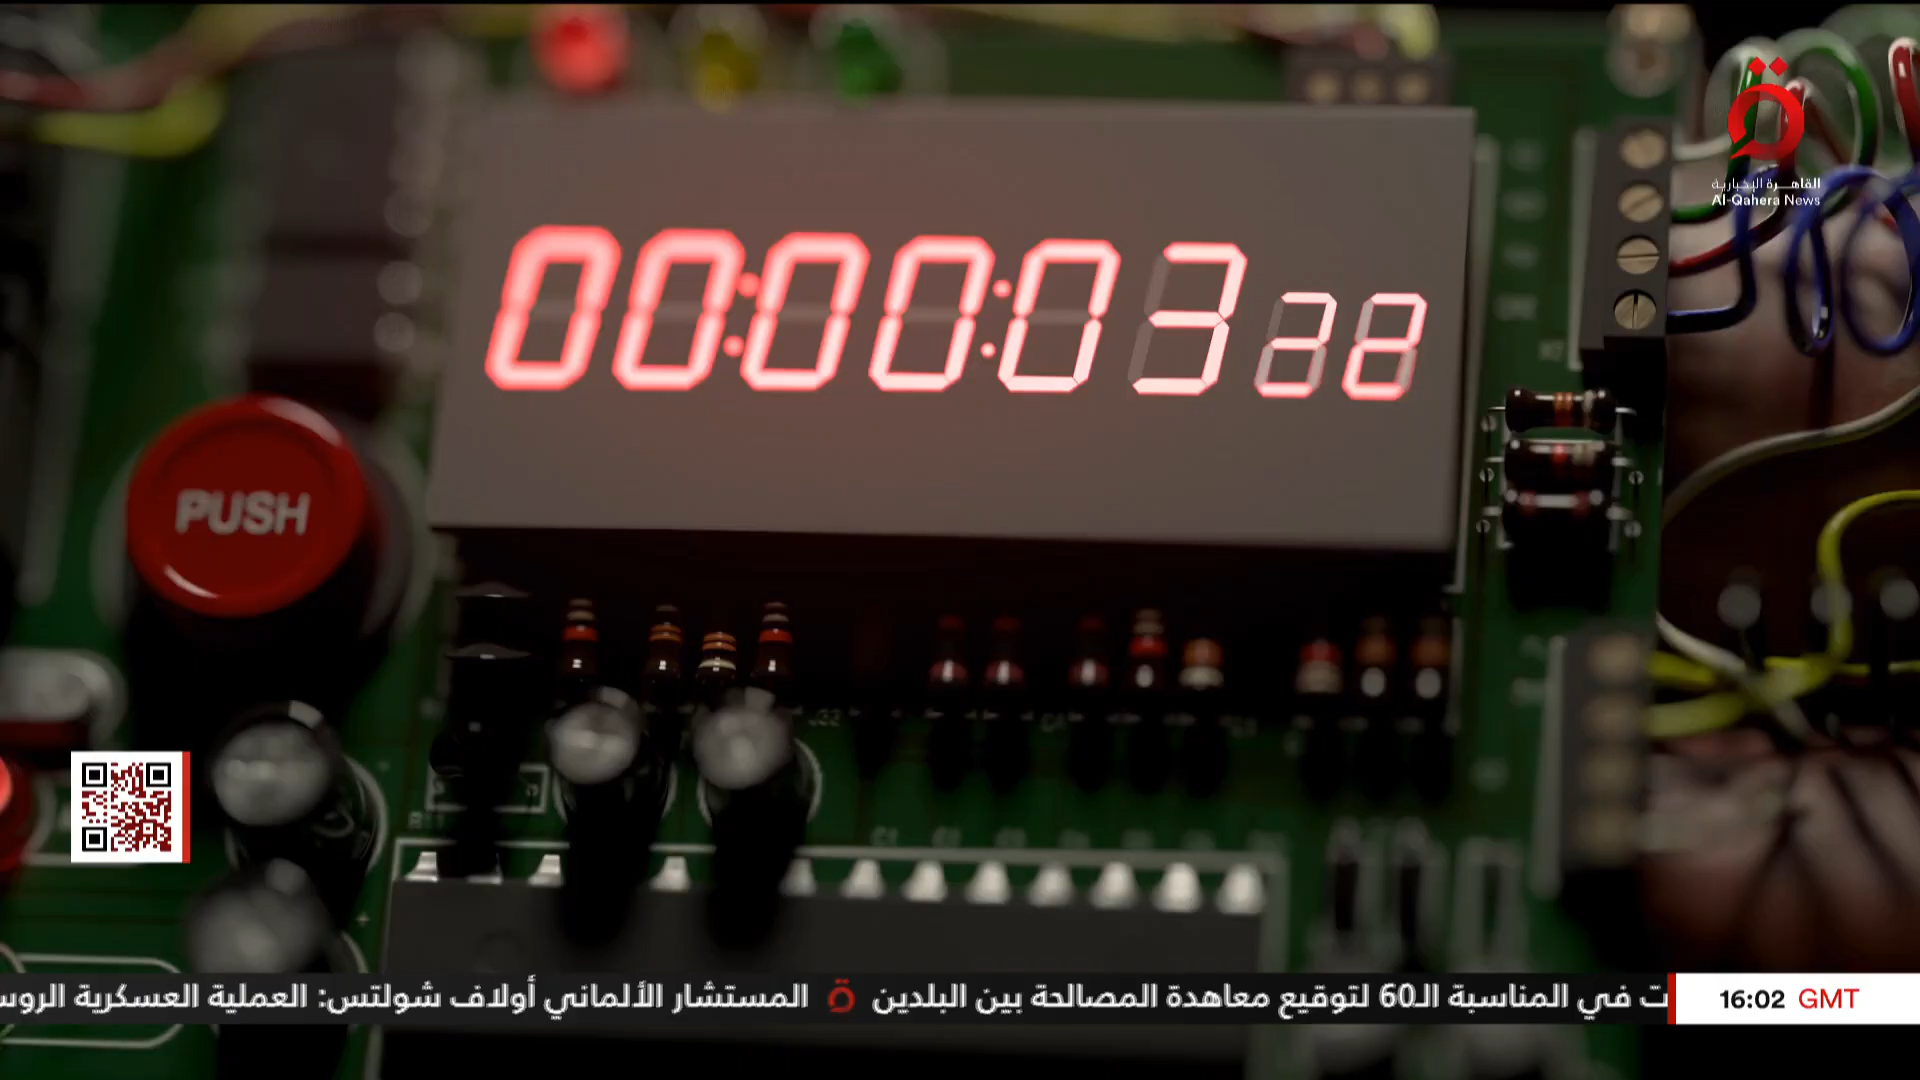 القاهرة الإخبارية
Al-Qahera News
00:00:03
PUSH
ت في المناسبة الـ60 لتوقيع معاهدة المصالحة بين البلدين المستشار الألماني أولاف شولتس: العملية العسكرية الروس
16:02 GMT